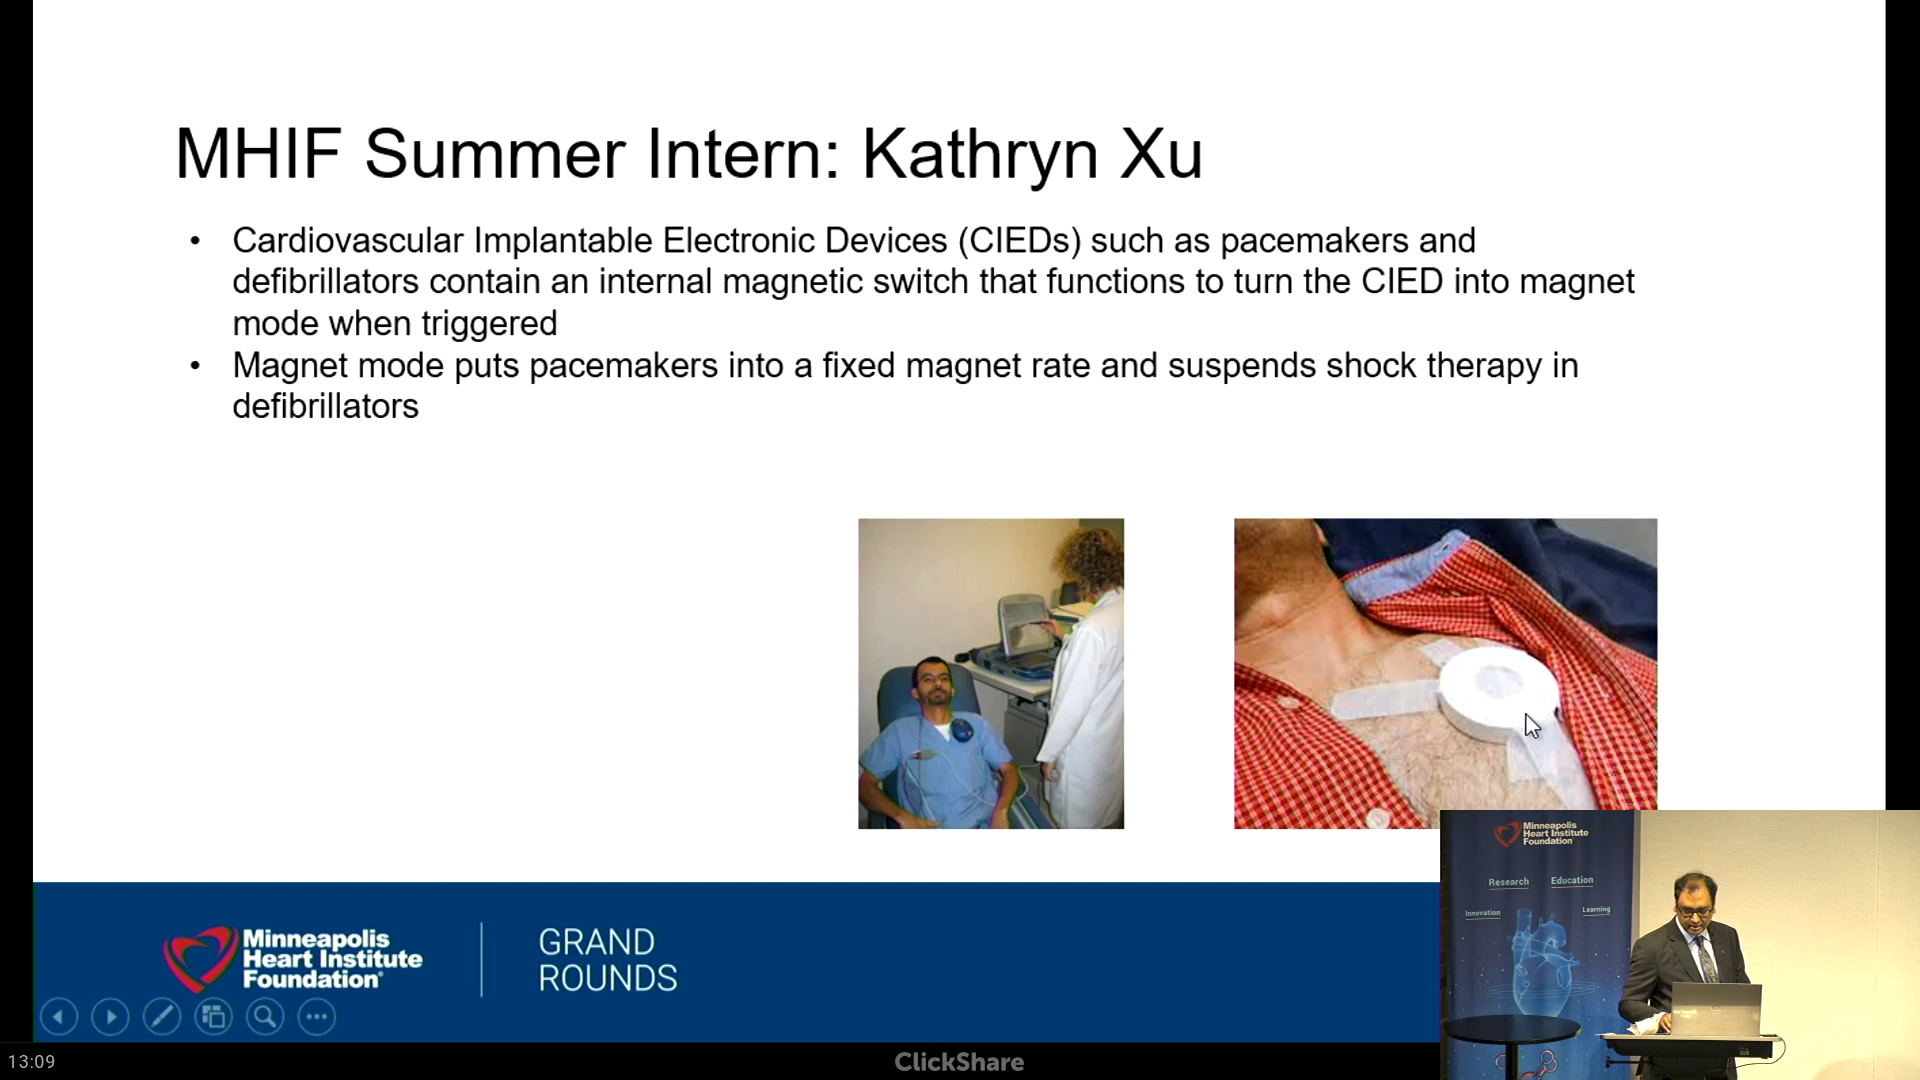 MHIF Summer Intern: Kathryn Xu
• Cardiovascular Implantable Electronic Devices (CIEDs) such as pacemakers and
defibrillators contain an internal magnetic switch that functions to turn the CIED into magnet
mode when triggered
• Magnet mode puts pacemakers into a fixed magnet rate and suspends shock therapy in
defibrillators
Minneapolis
Heart Institute
Foundation®
GRAND
ROUNDS
Minneapolis
Heart Institute
Foundation
Research
Education
Innovation
Learning
13:09
ClickShare